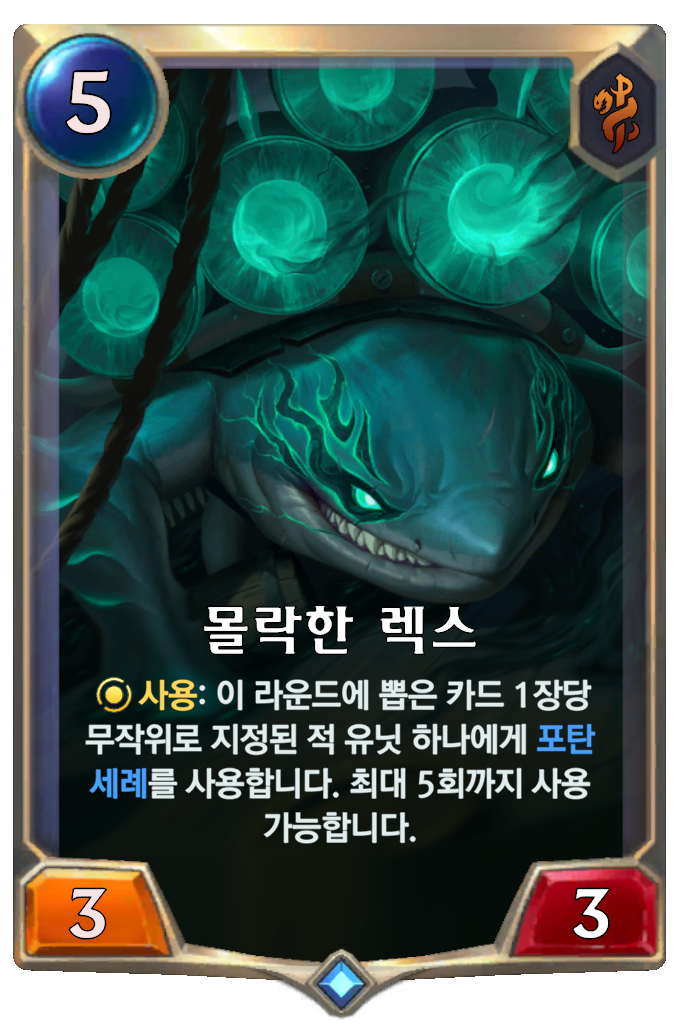 5
몰락한 렉스
사용: 이 라운드에 뽑은 카드 1장당
무작위로 지정된 적 유닛 하나에게 포탄
세례를 사용합니다. 최대 5회까지 사용
가능합니다.
3
3